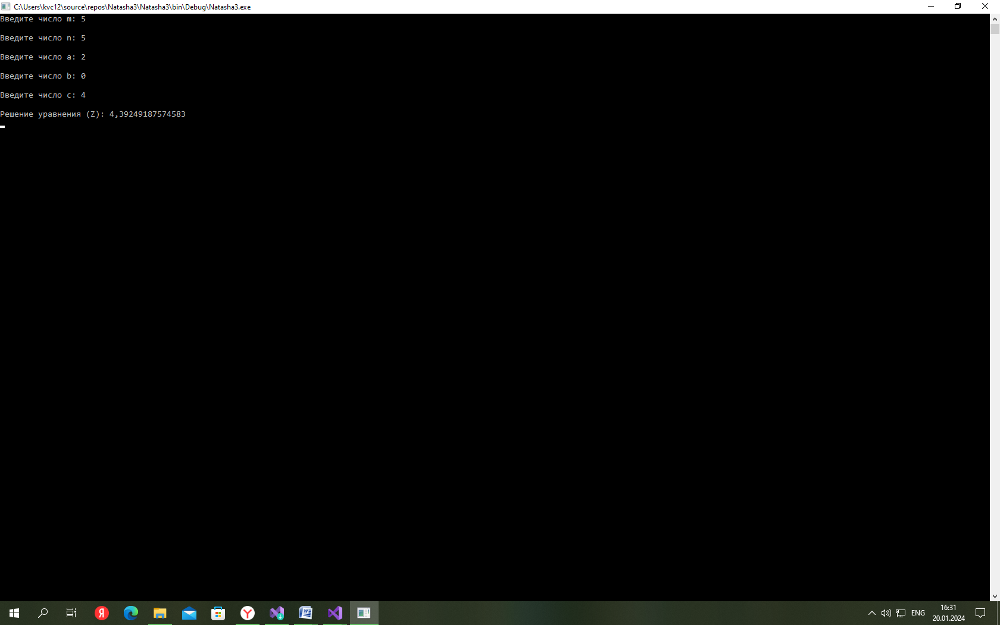 C:\Users\kvc12\source\repos\Natasha3\Natasha3\bin\Debug\Natasha3.exe
Введите число m: 5
Введите число n: 5
Введите число a: 2
Введите число b: 0
Введите число c: 4
Решение уравнения (Z): 4,39249187574583
ENG
16:31
20.01.2024